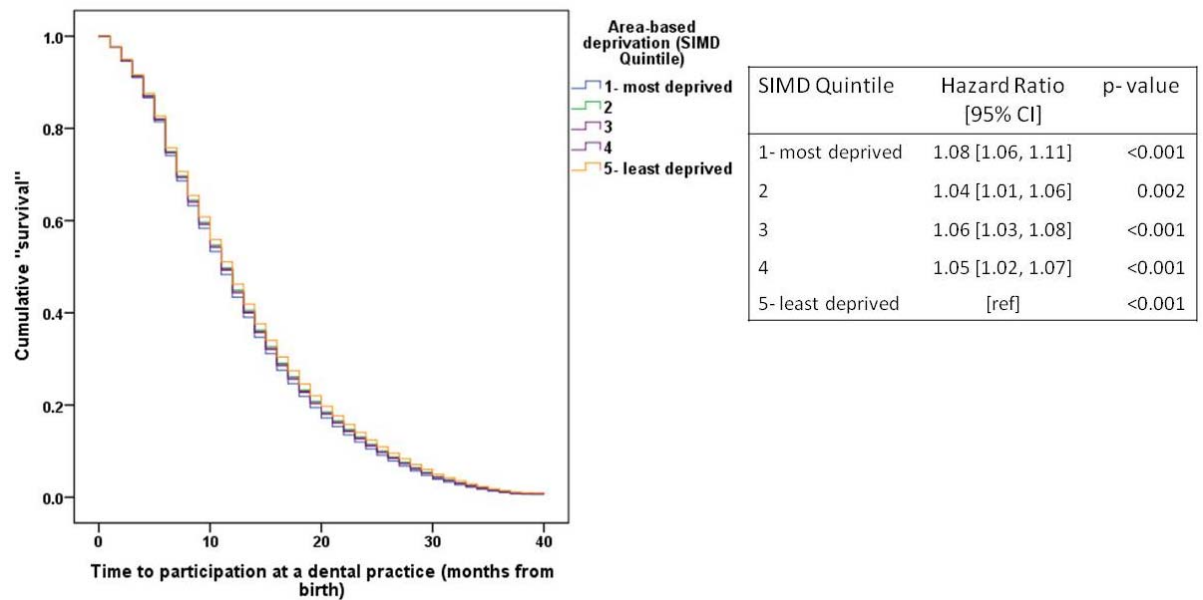 Cumulative "survival"
1.0
0.8
0.6
0.4
0.2
0.0
0 10 20 30 40
Time to participation at a dental practice (months from
birth)
Area-based
deprivation (SIMD
Quintile)
1- most deprived
2
3
4
5- least deprived
SIMD Quintile Hazard Ratio p- value
[95% CI]
1- most deprived 1.08 [1.06, 1.11] <0.001
2 1.04 [1.01, 1.06] 0.002
3 1.06 [1.03, 1.08] <0.001
4 1.05 [1.02, 1.07] <0.001
5- least deprived [ref] <0.001